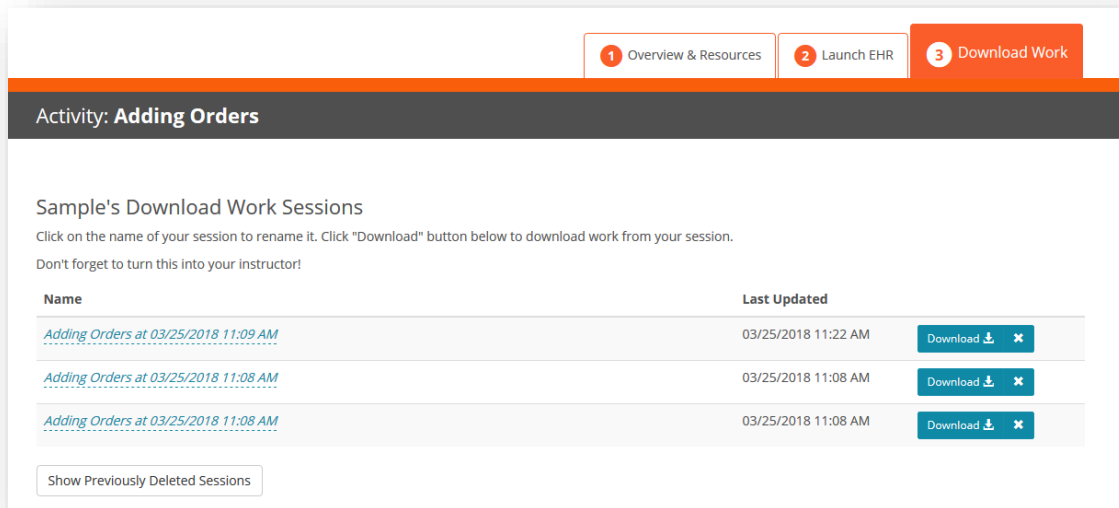 1 Overview & Resources
2 Launch EHR
3 Download Work
Activity: Adding Orders
Sample's Download Work Sessions
Click on the name of your session to rename it. Click "Download" button below to download work from your session.
Don't forget to turn this into your instructor!
Name Last Updated
Adding Orders at 03/25/2018 11:09 AM 03/25/2018 11:22 AM Download
Adding Orders at 03/25/2018 11:08 AM 03/25/2018 11:08 AM Download
Adding Orders at 03/25/2018 11:08 AM 03/25/2018 11:08 AM Download
Show Previously Deleted Sessions